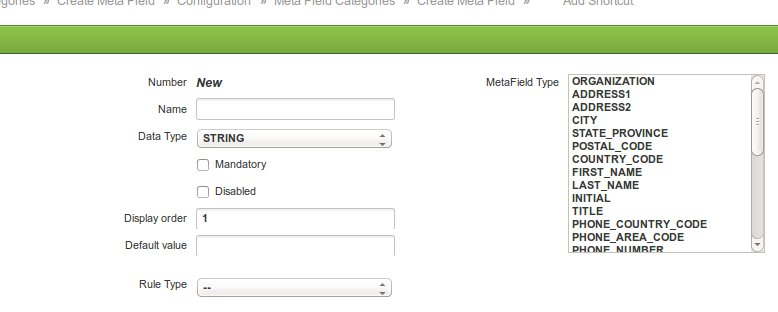 egories » Create Meta Field » Configuration » Meta Field Categories » Create Meta Field » Add Shortcut
Number New
Name
Data Type STRING
Mandatory
Disabled
Display order 1
Default value
Rule Type --
MetaField Type
ORGANIZATION
ADDRESS1
ADDRESS2
CITY
STATE_PROVINCE
POSTAL_CODE
COUNTRY_CODE
FIRST_NAME
LAST_NAME
INITIAL
TITLE
PHONE_COUNTRY_CODE
PHONE_AREA_CODE
PHONE_NUMBER